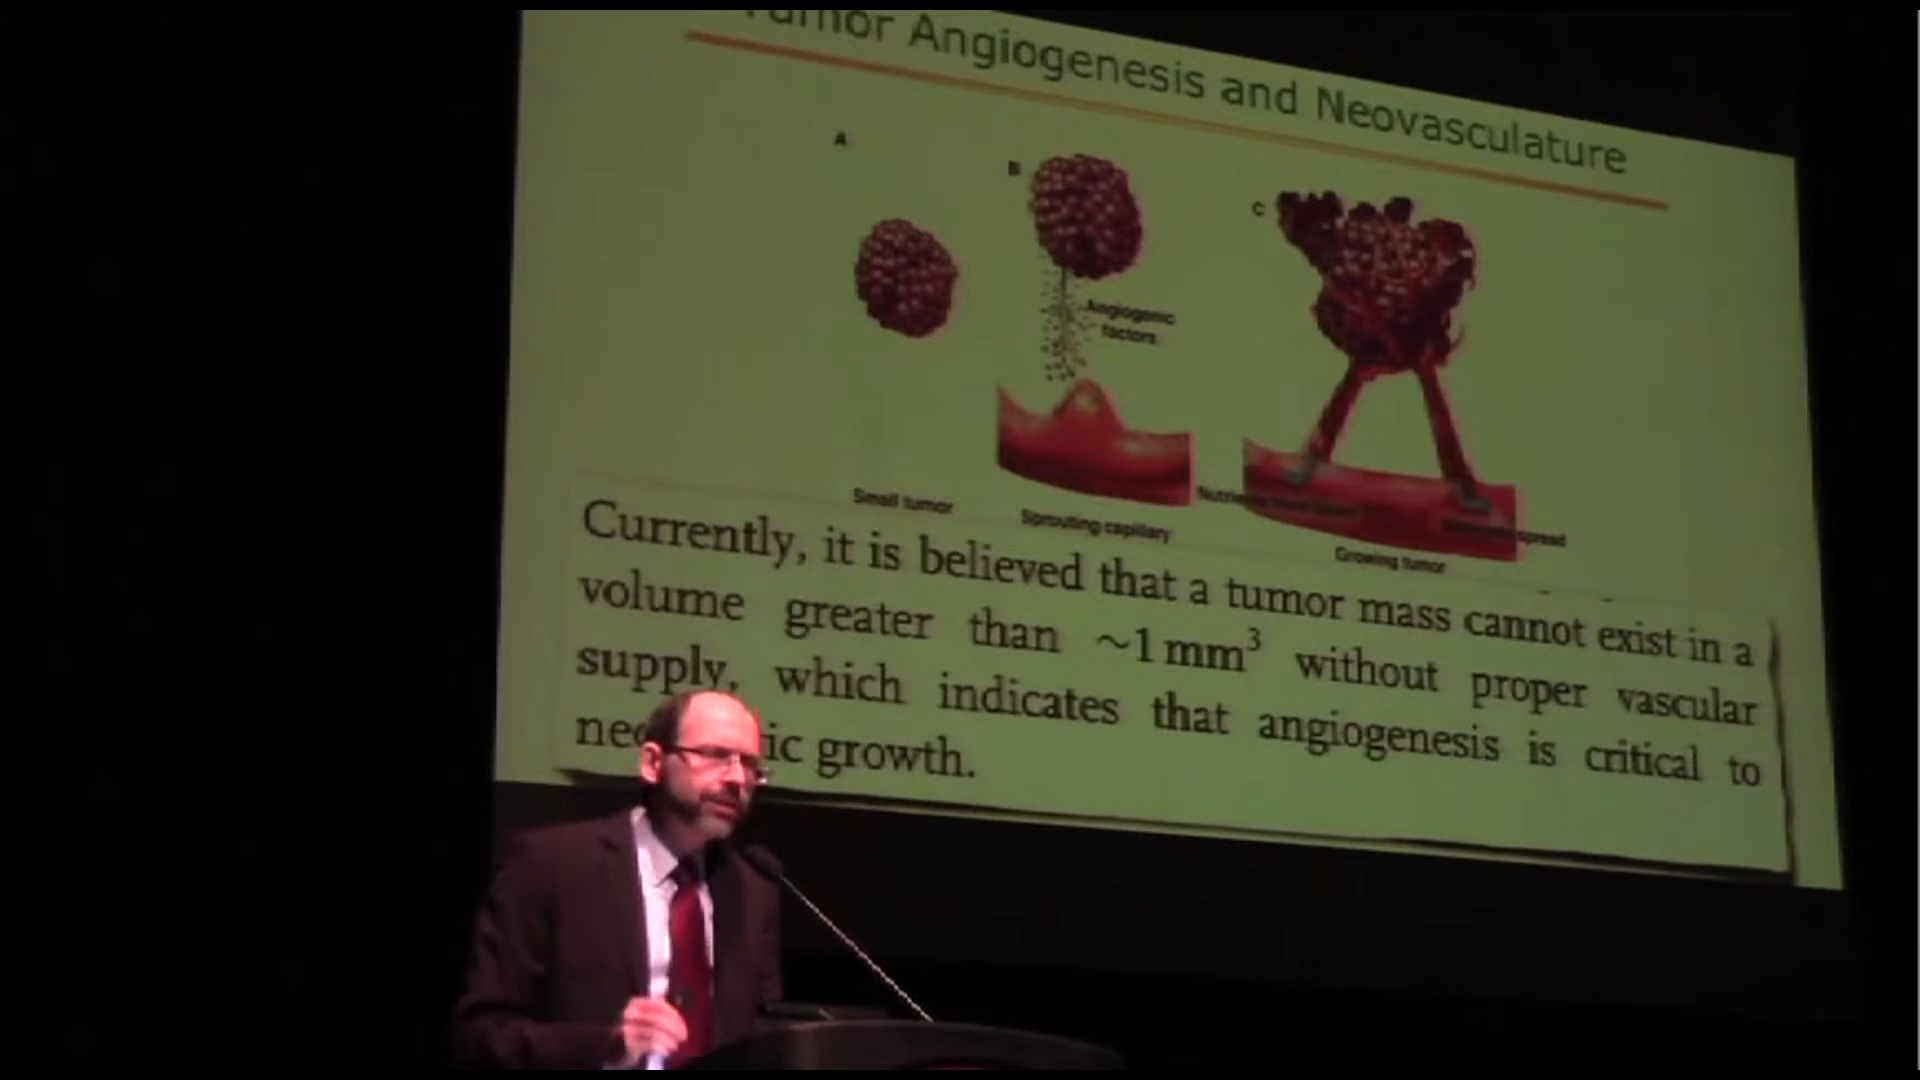 Tumor Angiogenesis and Neovasculature
A
B
C
Angiogenic
factors
Small tumor
Sprouting capillary
Growing tumor
spread
Currently, it is believed that a tumor mass cannot exist in a
volume greater than ~1 mm³ without proper vascular
supply, which indicates that angiogenesis is critical to
growth.